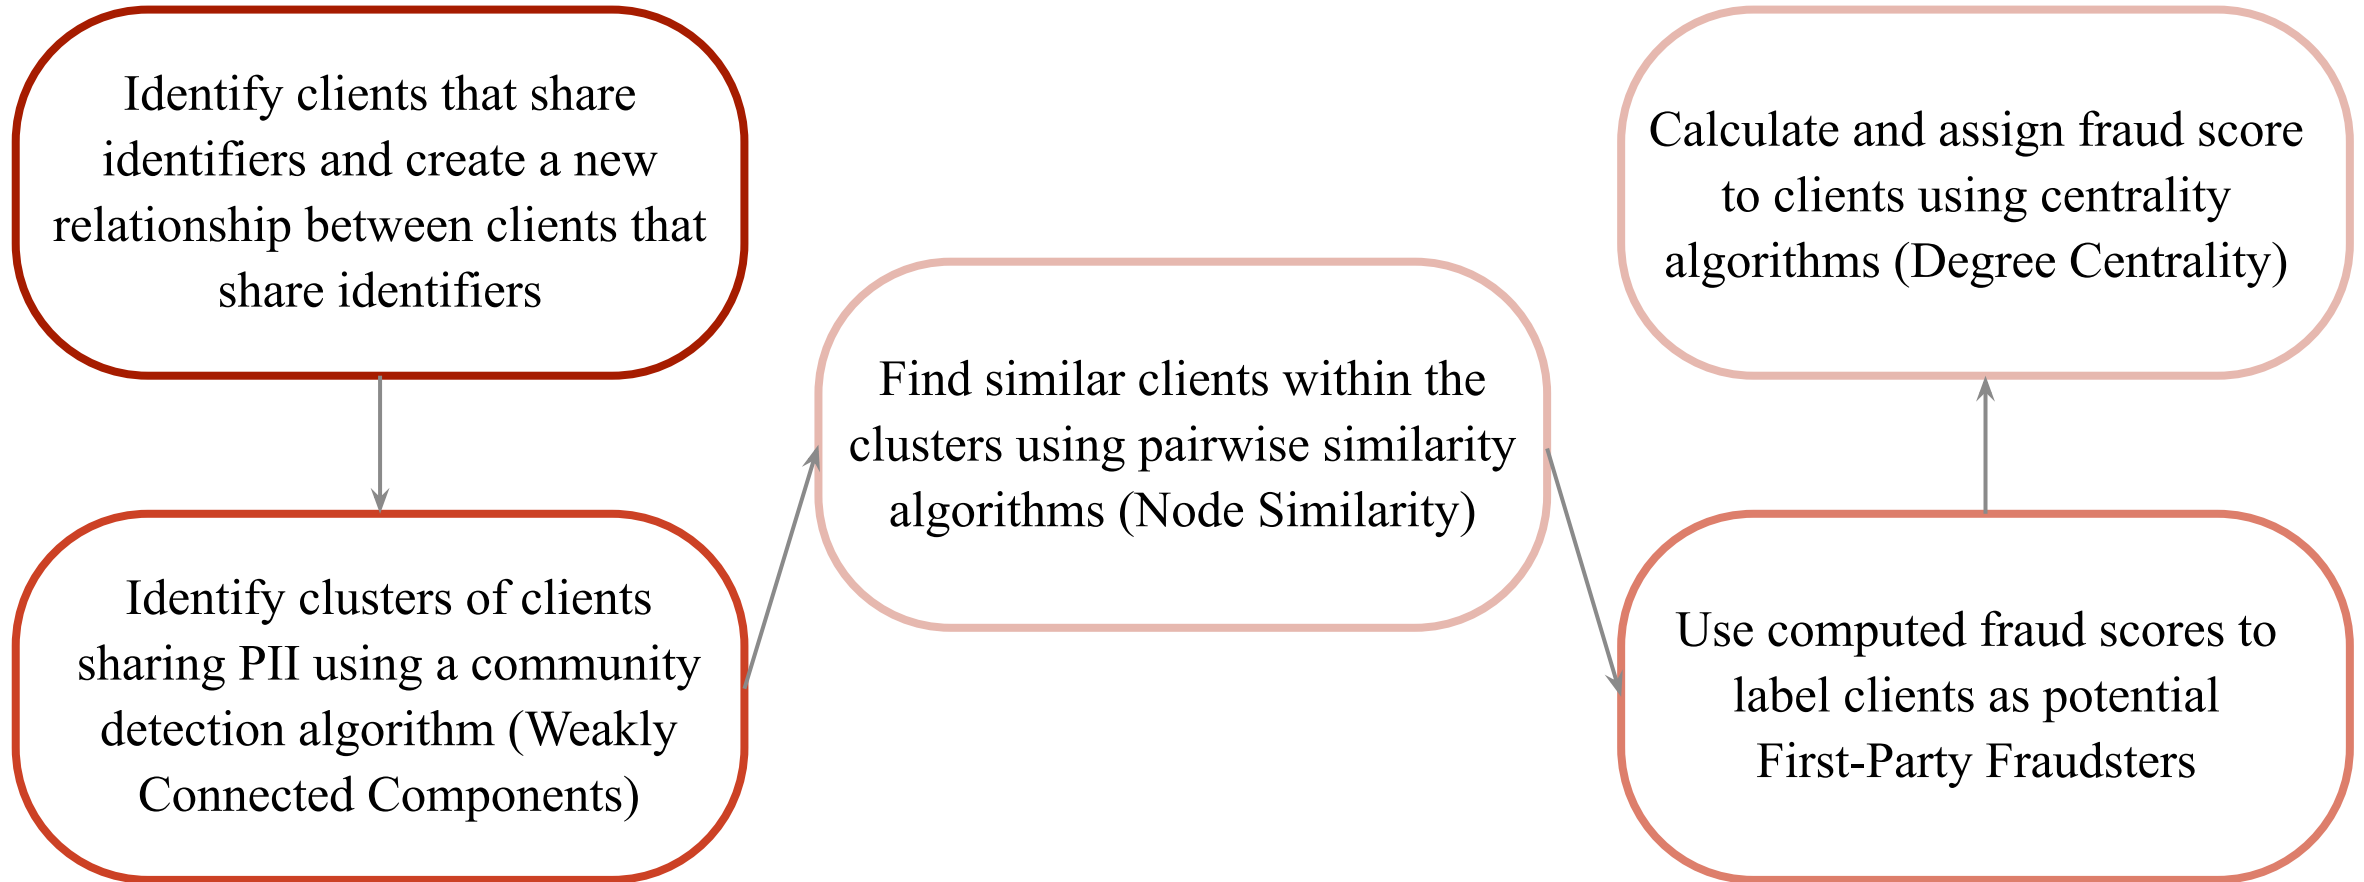 Identify clients that share
identifiers and create a new
relationship between clients that
share identifiers
Identify clusters of clients
sharing PII using a community
detection algorithm (Weakly
Connected Components)
Find similar clients within the
clusters using pairwise similarity
algorithms (Node Similarity)
Use computed fraud scores to
label clients as potential
First-Party Fraudsters
Calculate and assign fraud score
to clients using centrality
algorithms (Degree Centrality)